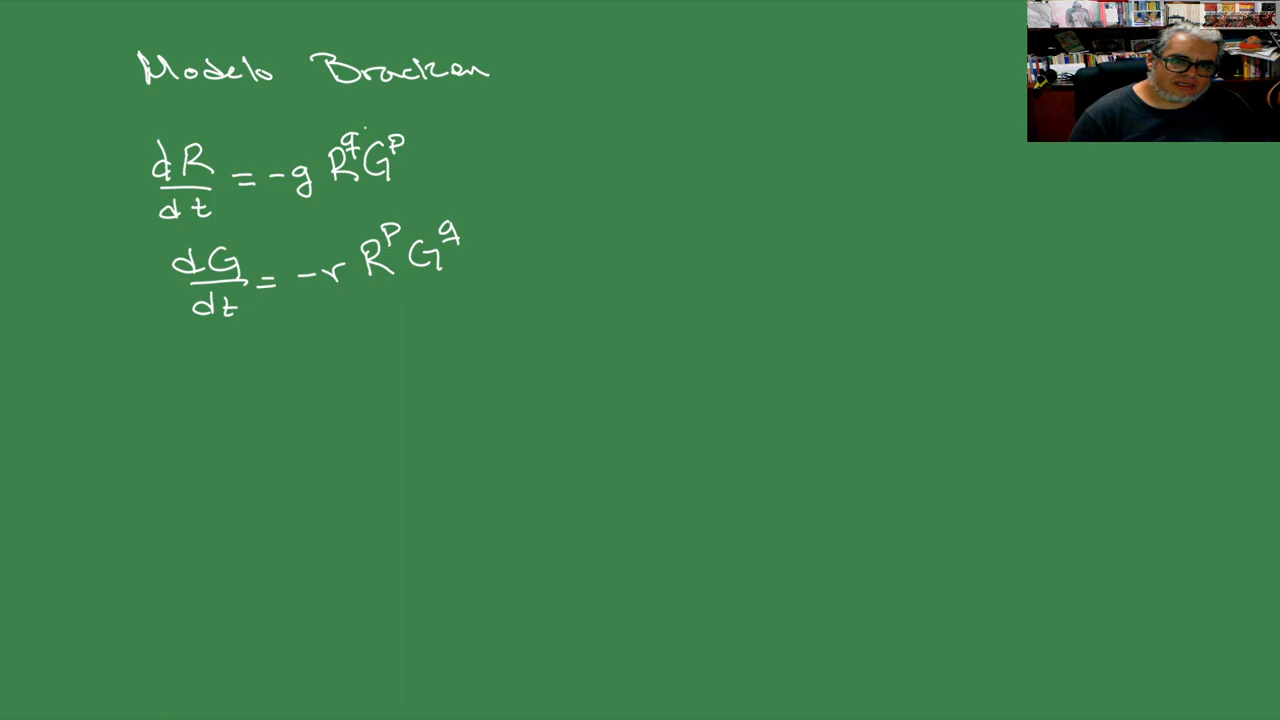 Modelo Bracken
dR/dt = -g R^q G^p
dG/dt = -r R^p G^q